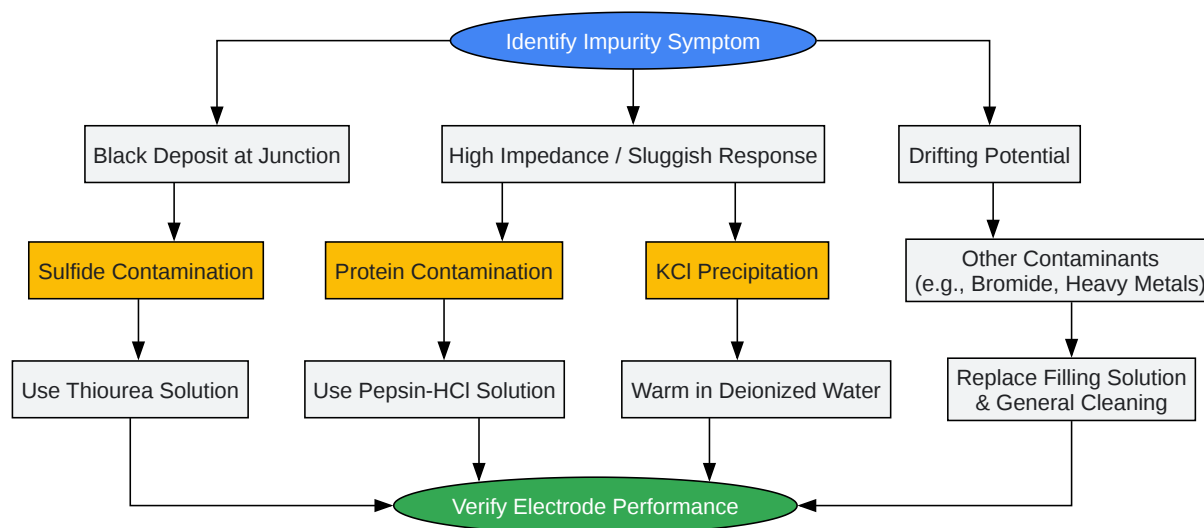 Identify Impurity Symptom
Black Deposit at Junction
High Impedance / Sluggish Response
Drifting Potential
Sulfide Contamination
Protein Contamination
KCl Precipitation
Other Contaminants
(e.g., Bromide, Heavy Metals)
Use Thiourea Solution
Use Pepsin-HCl Solution
Warm in Deionized Water
Replace Filling Solution
& General Cleaning
Verify Electrode Performance